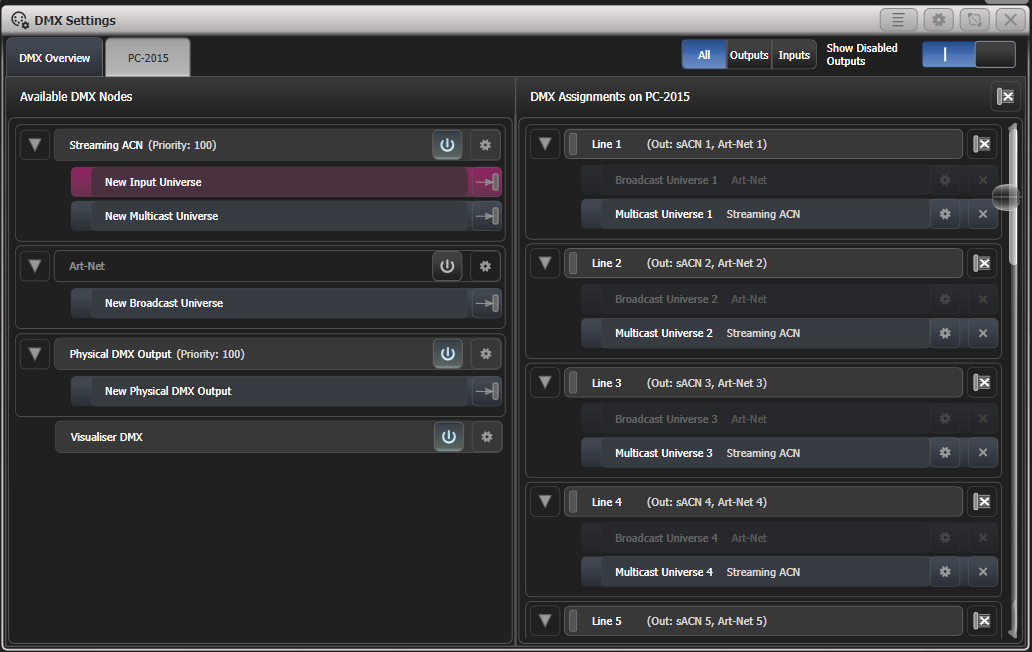 DMX Settings
DMX Overview
PC-2015
All
Outputs
Inputs
Show Disabled
Outputs
Available DMX Nodes
Streaming ACN (Priority: 100)
New Input Universe
New Multicast Universe
Art-Net
New Broadcast Universe
Physical DMX Output (Priority: 100)
New Physical DMX Output
Visualiser DMX
DMX Assignments on PC-2015
Line 1 (Out: sACN 1, Art-Net 1)
Broadcast Universe 1 Art-Net
Multicast Universe 1 Streaming ACN
Line 2 (Out: sACN 2, Art-Net 2)
Broadcast Universe 2 Art-Net
Multicast Universe 2 Streaming ACN
Line 3 (Out: sACN 3, Art-Net 3)
Broadcast Universe 3 Art-Net
Multicast Universe 3 Streaming ACN
Line 4 (Out: sACN 4, Art-Net 4)
Broadcast Universe 4 Art-Net
Multicast Universe 4 Streaming ACN
Line 5 (Out: sACN 5, Art-Net 5)